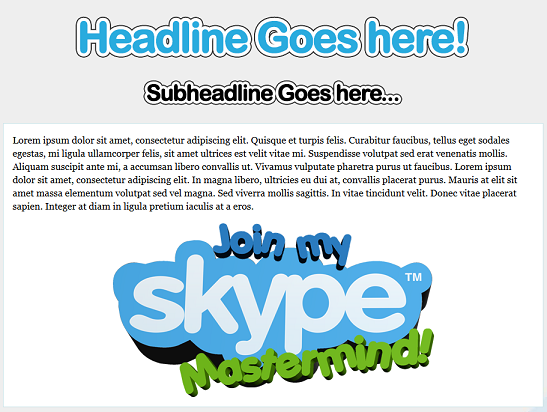 Headline Goes here!
Subheadline Goes here...
Lorem ipsum dolor sit amet, consectetur adipiscing elit. Quisque et turpis felis. Curabitur faucibus, tellus eget sodales
egestas, mi ligula ullamcorper felis, sit amet ultrices est velit vitae mi. Suspendisse volutpat sed erat venenatis mollis.
Aliquam suscipit ante mi, a accumsan libero convallis ut. Vivamus vulputate pharetra purus ut faucibus. Lorem ipsum
dolor sit amet, consectetur adipiscing elit. In magna libero, ultricies eu dui at, convallis placerat purus. Mauris at elit sit
amet massa elementum volutpat sed vel magna. Sed viverra mollis sagittis. In vitae tincidunt velit. Donec vitae placerat
sapien. Integer at diam in ligula pretium iaculis at a eros.
Join my
skype TM
Mastermind!